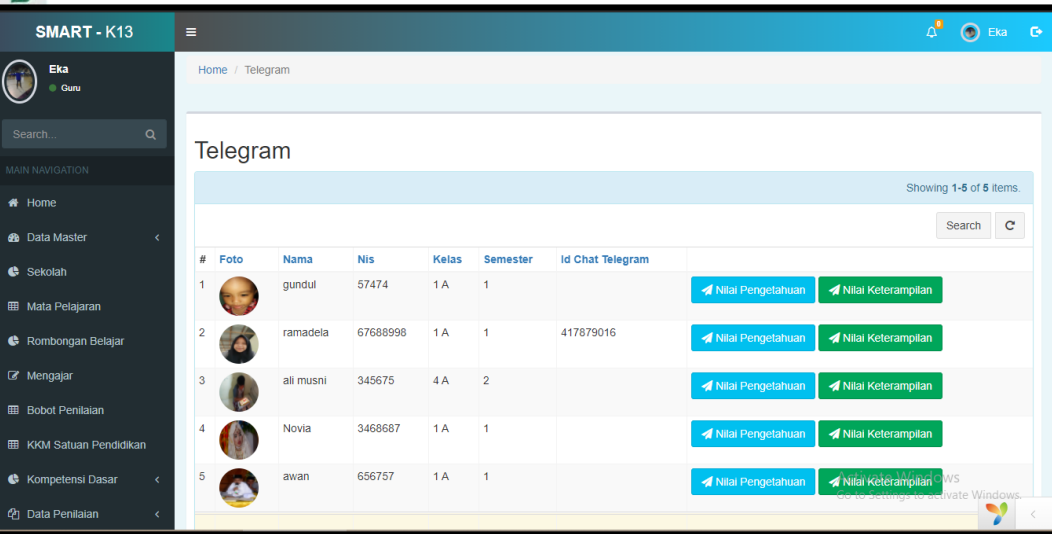 SMART - K13
0
Eka
Eka
Guru
Home / Telegram
Search...
Telegram
MAIN NAVIGATION
Showing 1-5 of 5 items.
Home
Search
Data Master
Sekolah
Mata Pelajaran
Rombongan Belajar
Mengajar
Bobot Penilaian
KKM Satuan Pendidikan
Kompetensi Dasar
Data Penilaian
# Foto Nama Nis Kelas Semester Id Chat Telegram
1 gundul 57474 1 A 1 Nilai Pengetahuan Nilai Keterampilan
2 ramadela 67688998 1 A 1 417879016 Nilai Pengetahuan Nilai Keterampilan
3 ali musni 345675 4 A 2 Nilai Pengetahuan Nilai Keterampilan
4 Novia 3468687 1 A 1 Nilai Pengetahuan Nilai Keterampilan
5 awan 656757 1 A 1 Nilai Pengetahuan Nilai Keterampilan
Activate Windows
Go to Settings to activate Windows.